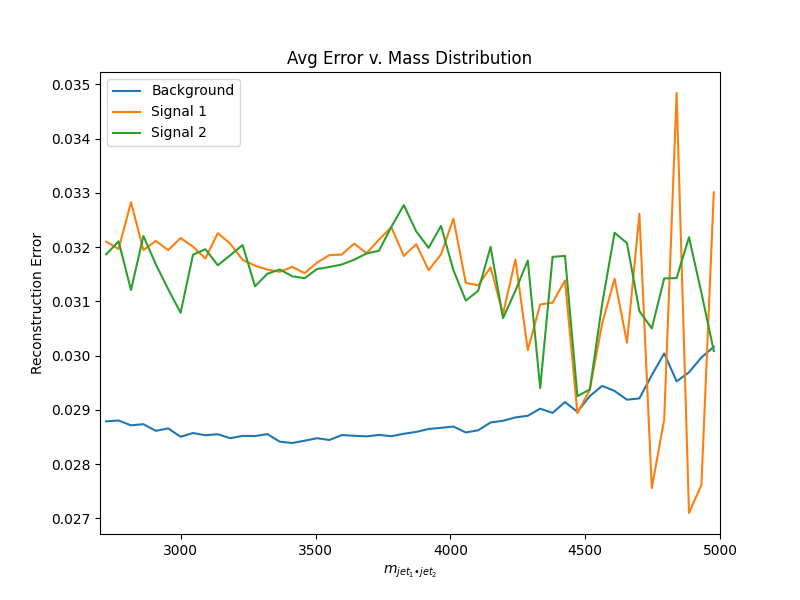 Avg Error v. Mass Distribution
Background
Signal 1
Signal 2
Reconstruction Error
0.035
0.034
0.033
0.032
0.031
0.030
0.029
0.028
0.027
3000 3500 4000 4500 5000
m_{jet_1•jet_2}